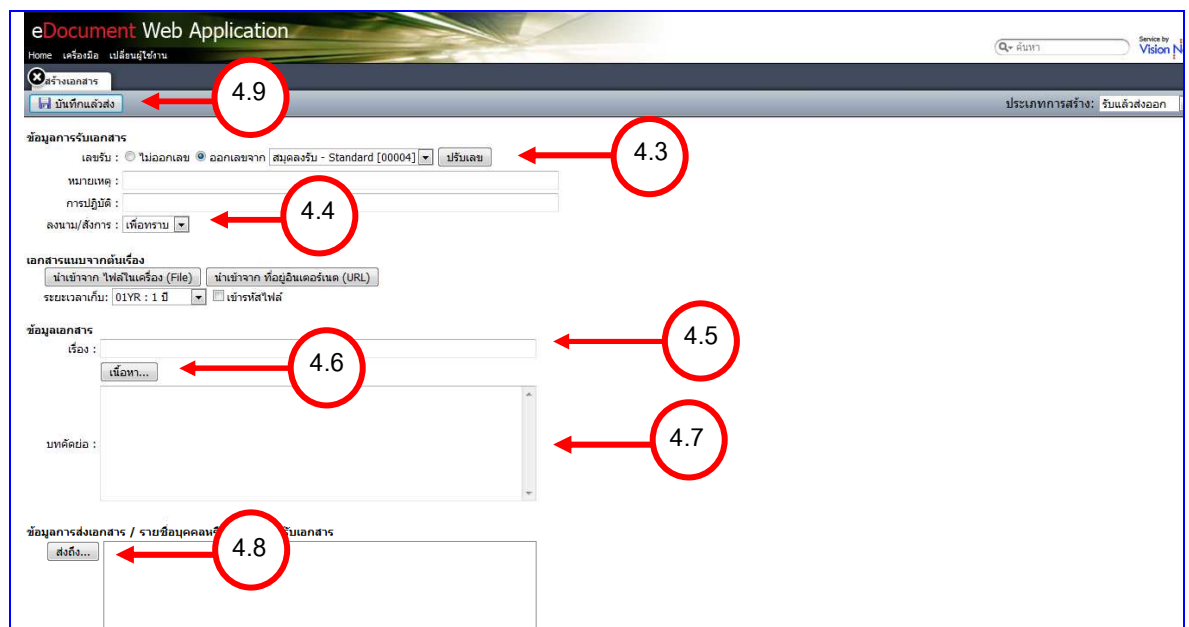 eDocument Web Application
Home เครื่องมือ เปลี่ยนผู้ใช้งาน
ค้นหา
Service by
Vision N
สร้างเอกสาร
บันทึกแล้วส่ง
4.9
ประเภทการสร้าง: รับแล้วส่งออก
ข้อมูลการรับเอกสาร
เลขรับ : ไม่ออกเลข ออกเลขจาก สมุดลงรับ - Standard [00004] ปรับเลข
4.3
หมายเหตุ :
การปฏิบัติ :
4.4
ลงนาม/สั่งการ : เพื่อทราบ
เอกสารแนบจากต้นเรื่อง
นำเข้าจาก ไฟล์ในเครื่อง (File) นำเข้าจาก ที่อยู่อินเตอร์เนต (URL)
ระยะเวลาเก็บ: 01YR : 1 ปี เข้ารหัสไฟล์
ข้อมูลเอกสาร
เรื่อง :
4.5
4.6
เนื้อหา...
บทคัดย่อ :
4.7
ข้อมูลการส่งเอกสาร / รายชื่อบุคคล รับเอกสาร
ส่งถึง...
4.8